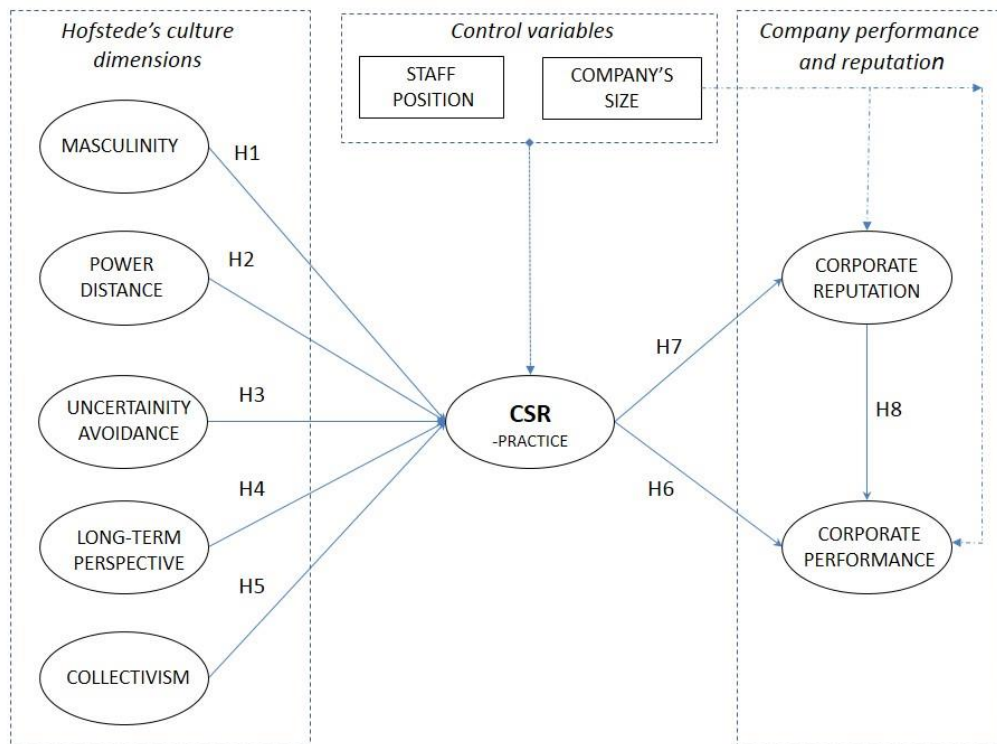 Hofstede's culture
dimensions
MASCULINITY
POWER
DISTANCE
UNCERTAINITY
AVOIDANCE
LONG-TERM
PERSPECTIVE
COLLECTIVISM
H1
H2
H3
H4
H5
Control variables
STAFF
POSITION
COMPANY'S
SIZE
CSR
-PRACTICE
H7
H6
Company performance
and reputation
CORPORATE
REPUTATION
H8
CORPORATE
PERFORMANCE